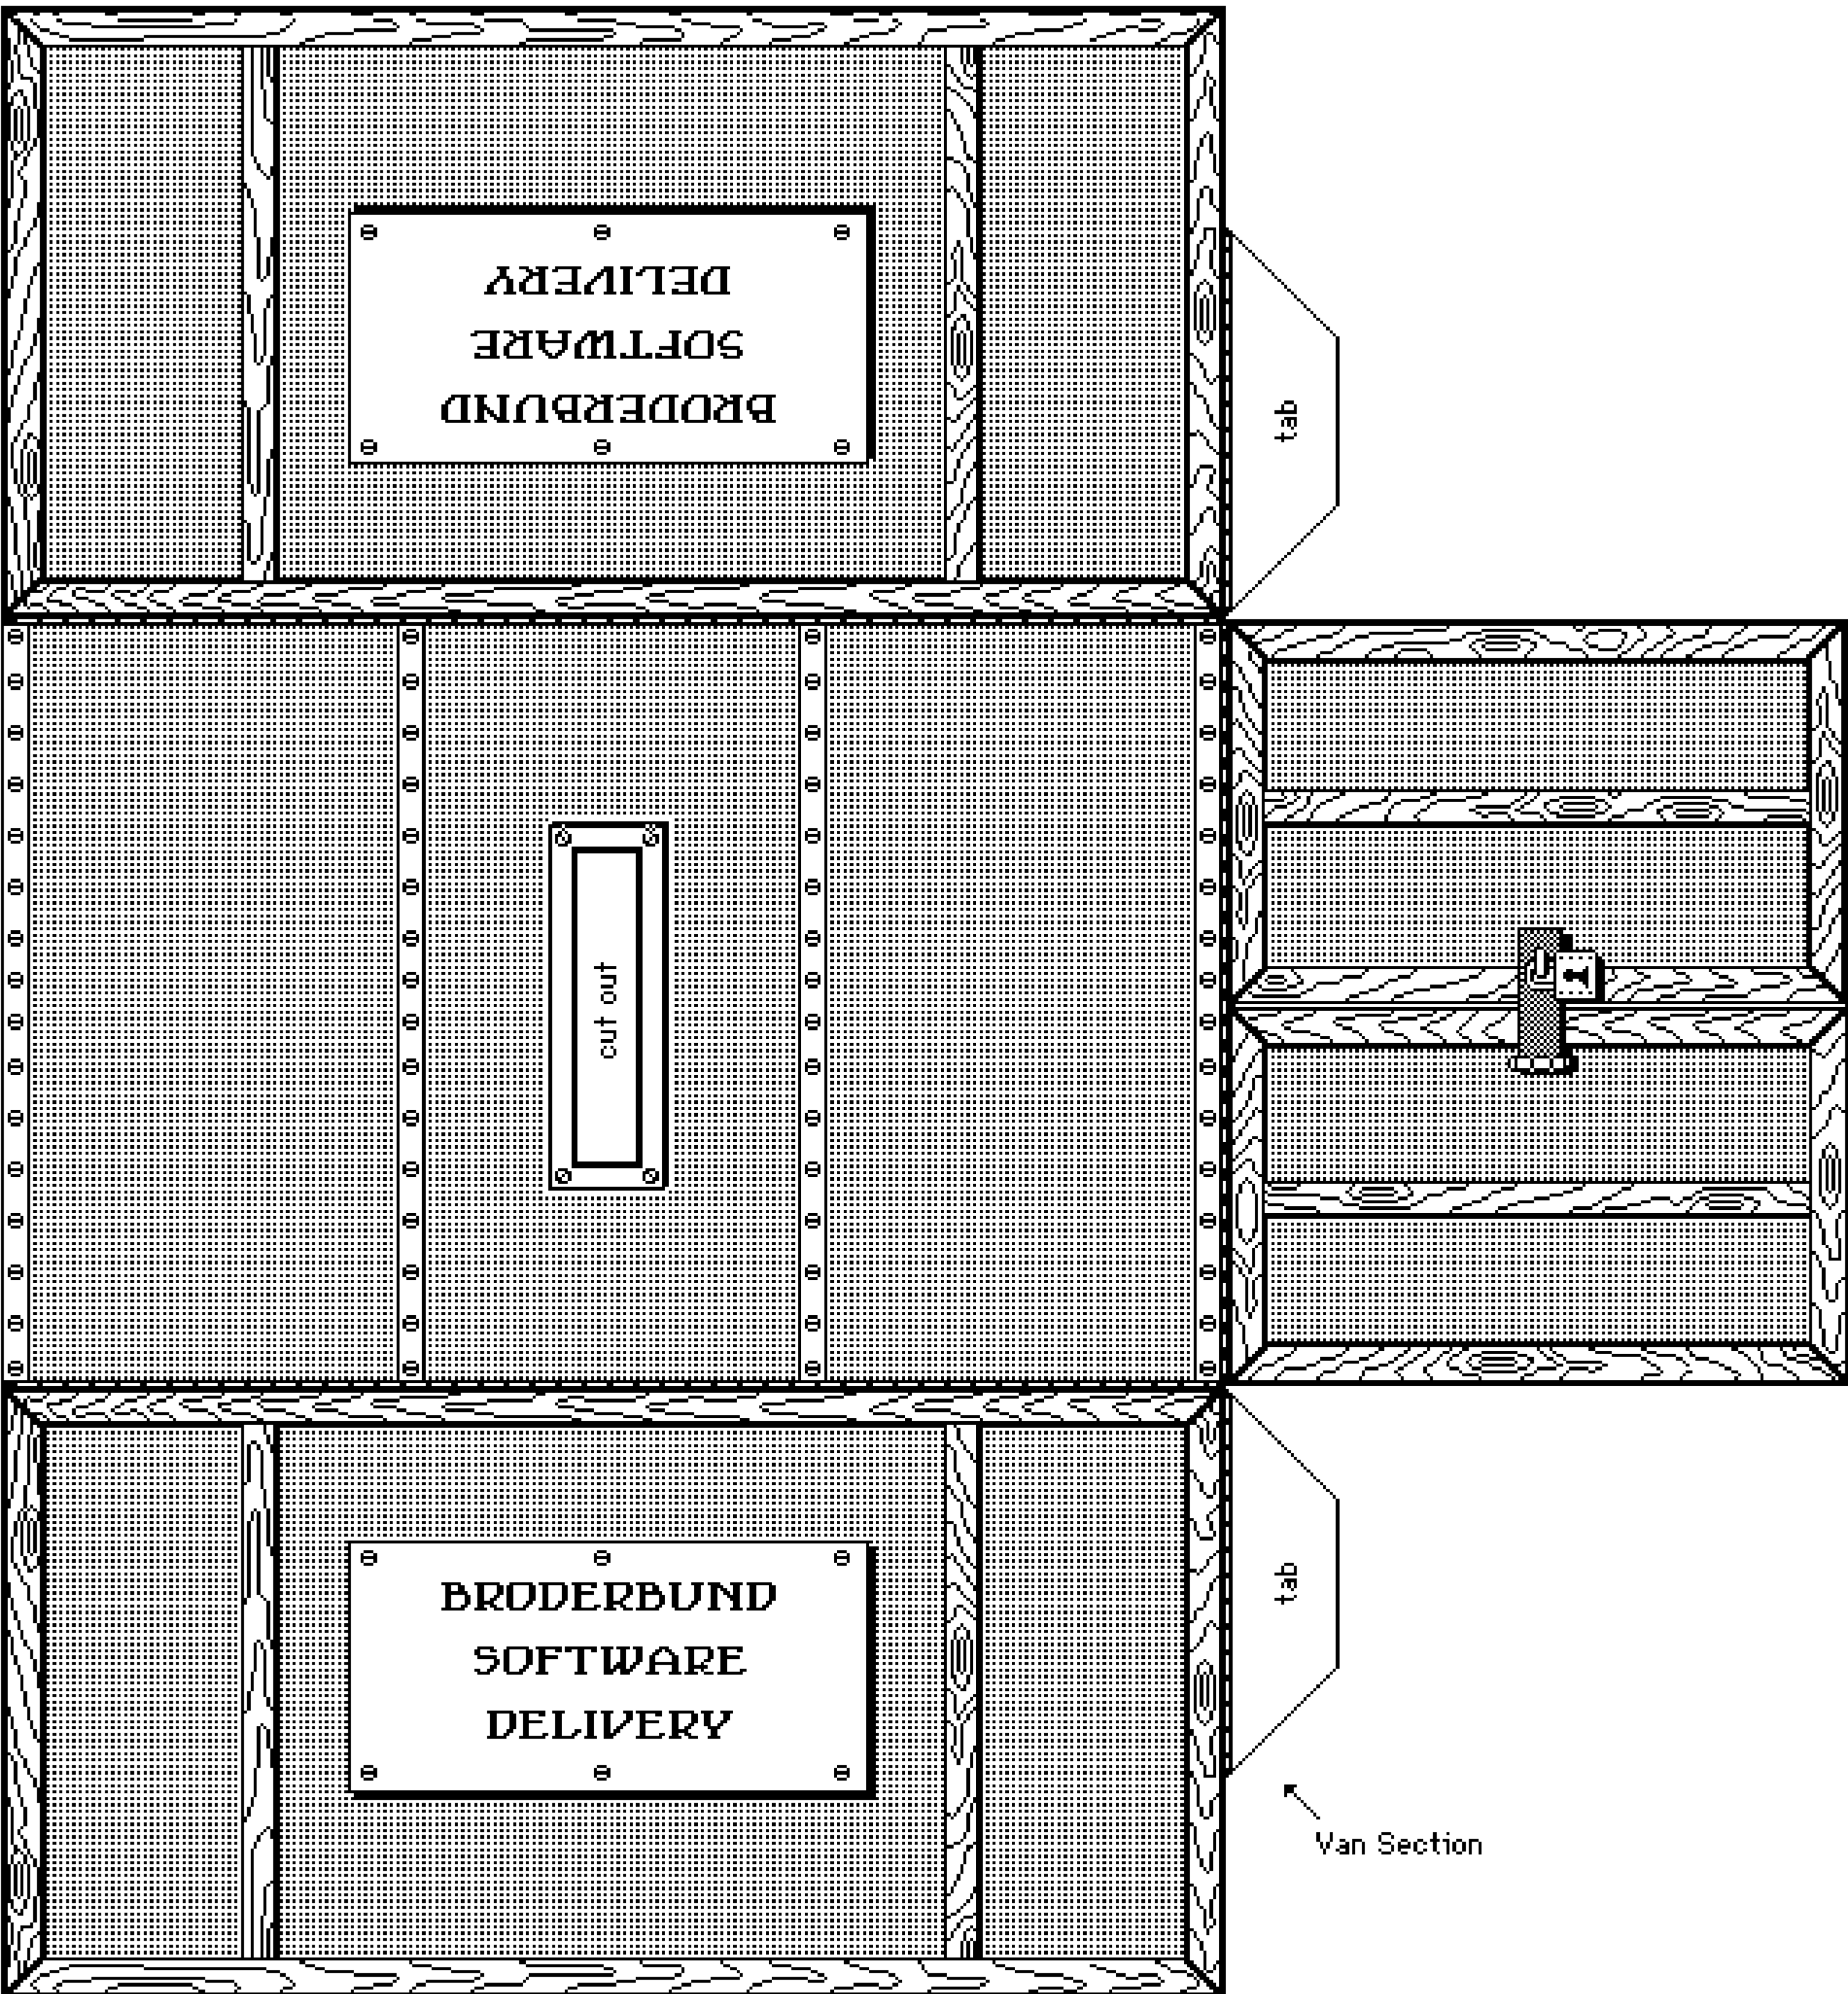 BRODERBUND
SOFTWARE
DELIVERY
tab
cut out
BRODERBUND
SOFTWARE
DELIVERY
tab
Van Section